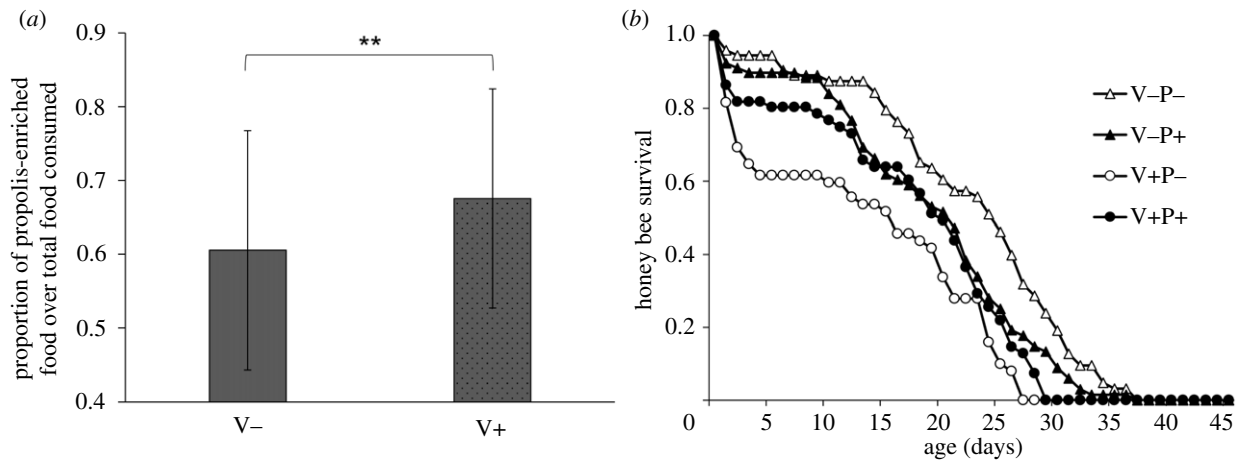 (a)
0.9
0.8
0.7
0.6
0.5
0.4
proportion of propolis-enriched
food over total food consumed
**
V–
V+
(b)
1.0
0.8
0.6
0.4
0.2
0
5
10
15
20
25
30
35
40
45
honey bee survival
age (days)
V–P–
V–P+
V+P–
V+P+